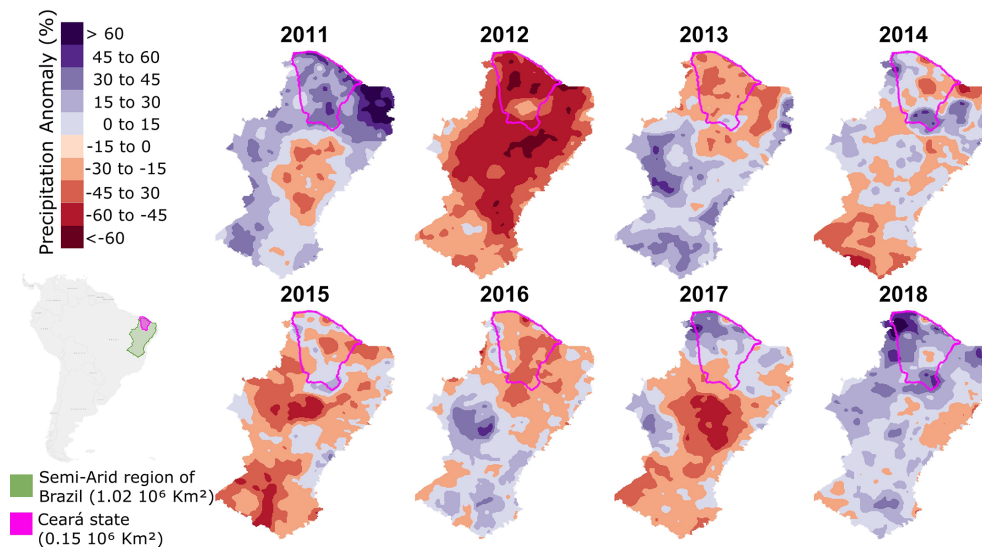 Precipitation Anomaly (%)
> 60
45 to 60
30 to 45
15 to 30
0 to 15
-15 to 0
-30 to -15
-45 to 30
-60 to -45
<-60
2011
2012
2013
2014
2015
2016
2017
2018
Semi-Arid region of
Brazil (1.02 10⁶ Km²)
Ceará state
(0.15 10⁶ Km²)